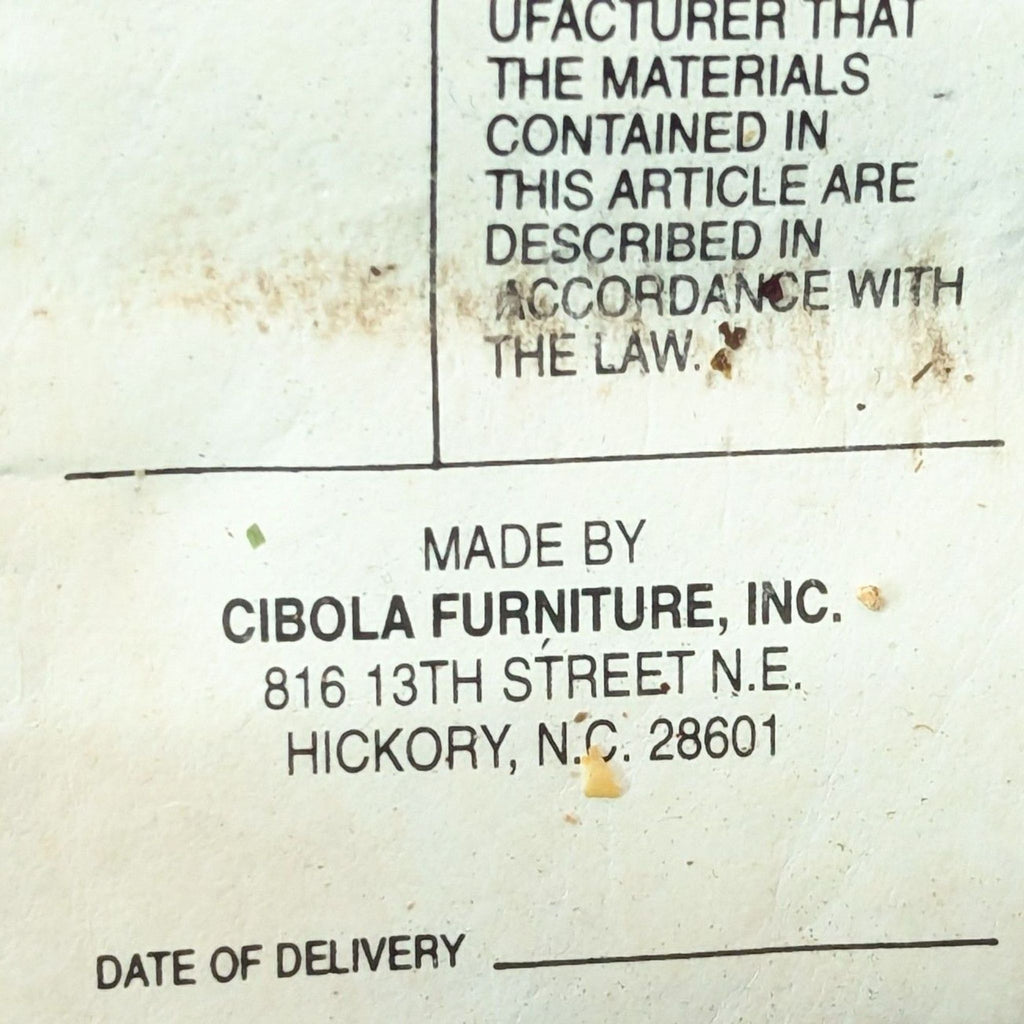 UFACTURER THAT
THE MATERIALS
CONTAINED IN
THIS ARTICLE ARE
DESCRIBED IN
ACCORDANCE WITH
THE LAW.
MADE BY
CIBOLA FURNITURE, INC.
816 13TH STREET N.E.
HICKORY, N.C. 28601
DATE OF DELIVERY